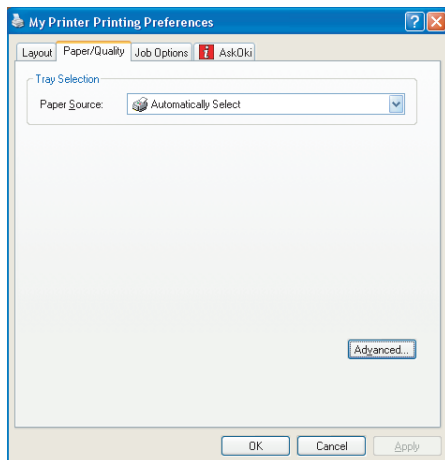 My Printer Printing Preferences
Layout Paper/Quality Job Options i AskOki
Tray Selection
Paper Source: Automatically Select
Advanced...
OK Cancel Apply